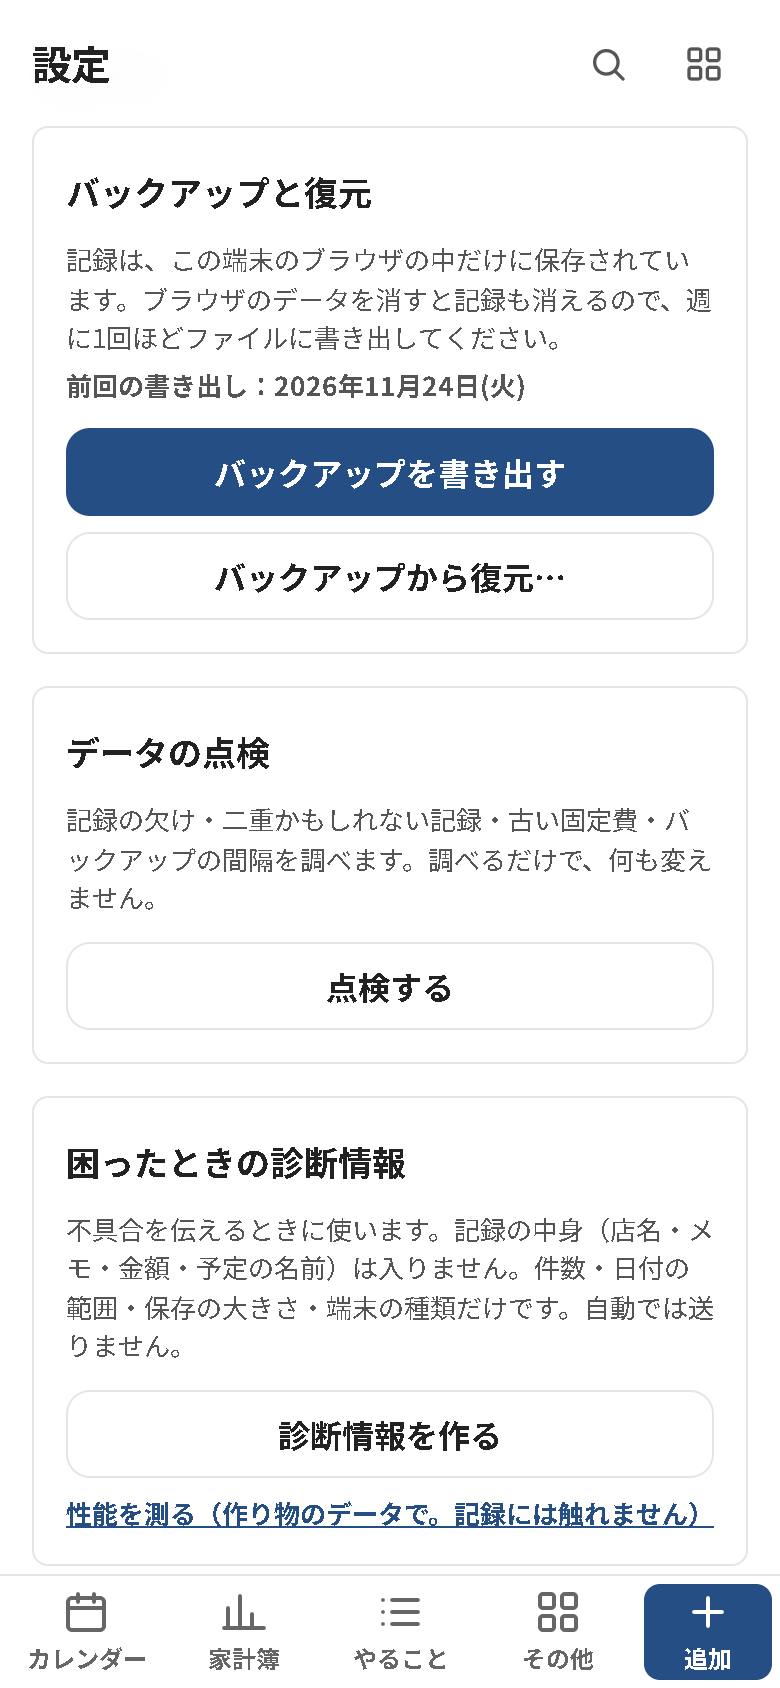 設定
バックアップと復元
記録は、この端末のブラウザの中だけに保存されてい
ます。ブラウザのデータを消すと記録も消えるので、週
に1回ほどファイルに書き出してください。
前回の書き出し：2026年11月24日(火)
バックアップを書き出す
バックアップから復元…
データの点検
記録の欠け・二重かもしれない記録・古い固定費・バ
ックアップの間隔を調べます。調べるだけで、何も変え
ません。
点検する
困ったときの診断情報
不具合を伝えるときに使います。記録の中身（店名・メ
モ・金額・予定の名前）は入りません。件数・日付の
範囲・保存の大きさ・端末の種類だけです。自動では送
りません。
診断情報を作る
性能を測る（作り物のデータで。記録には触れません）
カレンダー
家計簿
やること
その他
追加